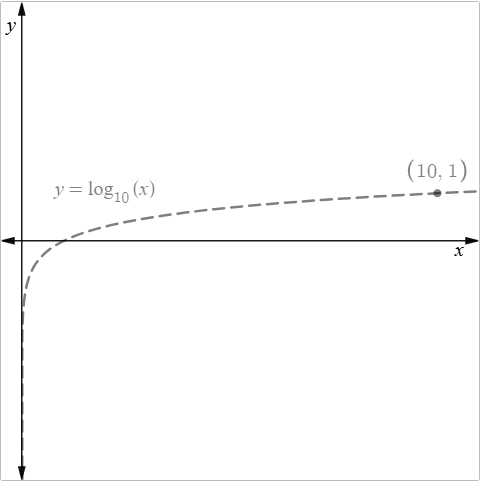 y
(10, 1)
y = log₁₀ (x)
x